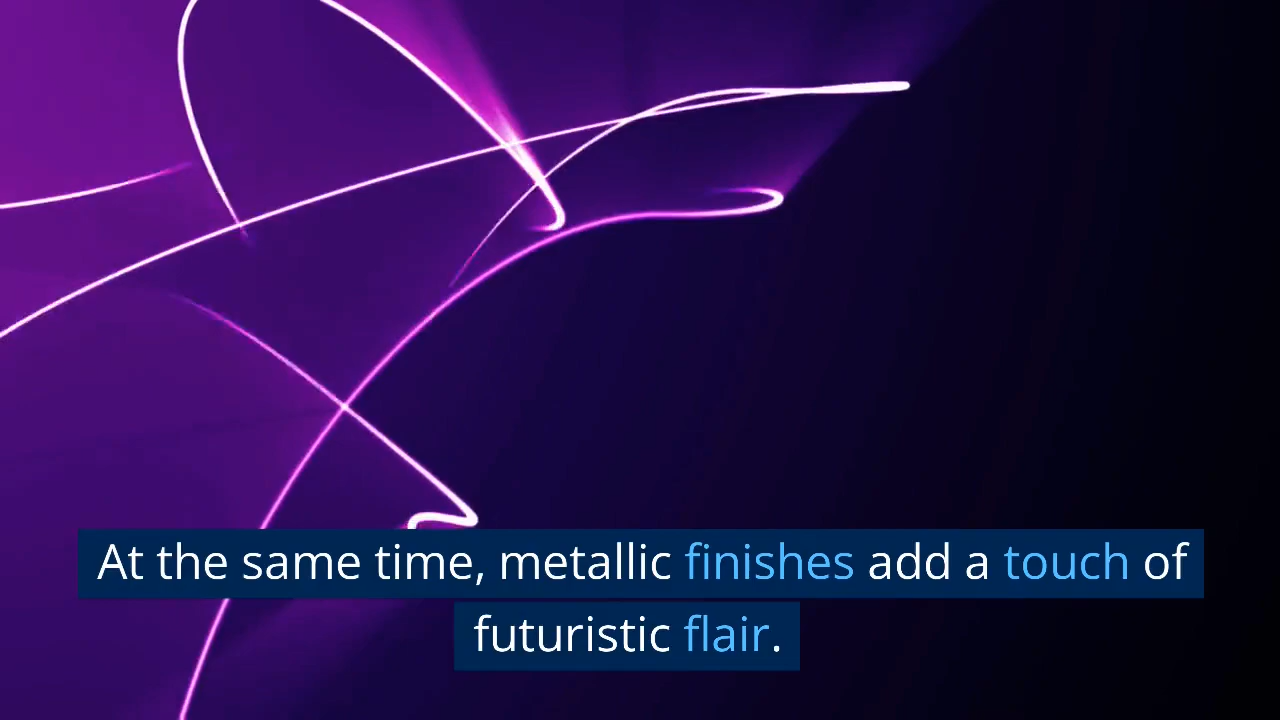 At the same time, metallic finishes add a touch of
futuristic flair.